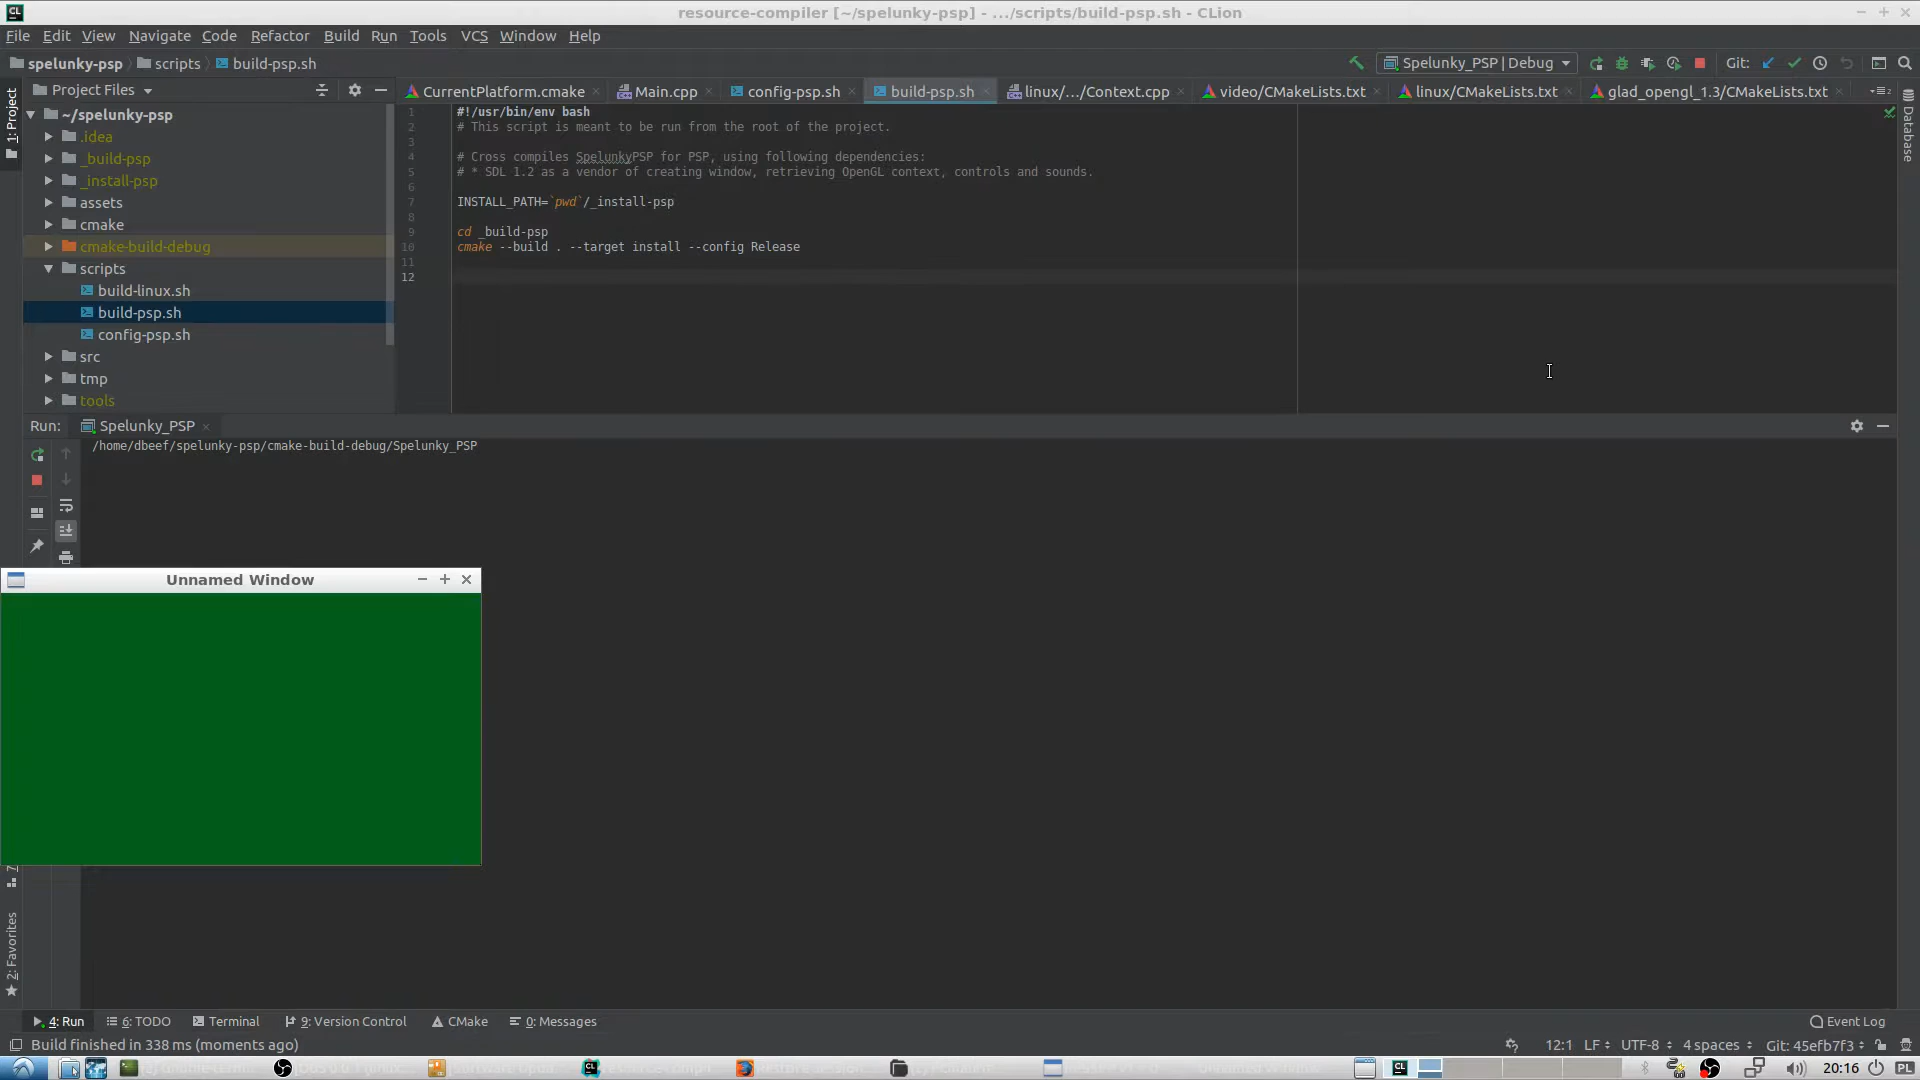 resource-compiler [~/spelunky-psp] - .../scripts/build-psp.sh - CLion
File Edit View Navigate Code Refactor Build Run Tools VCS Window Help
spelunky-psp scripts build-psp.sh Spelunky_PSP | Debug Git:
1: Project
Project Files
CurrentPlatform.cmake Main.cpp config-psp.sh build-psp.sh linux/.../Context.cpp video/CMakeLists.txt linux/CMakeLists.txt glad_opengl_1.3/CMakeLists.txt
Database
~/spelunky-psp
.idea
_build-psp
_install-psp
assets
cmake
cmake-build-debug
scripts
build-linux.sh
build-psp.sh
config-psp.sh
src
tmp
tools
1 #!/usr/bin/env bash
2 # This script is meant to be run from the root of the project.
3
4 # Cross compiles SpelunkyPSP for PSP, using following dependencies:
5 # * SDL 1.2 as a vendor of creating window, retrieving OpenGL context, controls and sounds.
6
7 INSTALL_PATH=`pwd`/_install-psp
8
9 cd _build-psp
10 cmake --build . --target install --config Release
11
12
Run: Spelunky_PSP
/home/dbeef/spelunky-psp/cmake-build-debug/Spelunky_PSP
Unnamed Window
2: Favorites
4: Run 6: TODO Terminal 9: Version Control CMake 0: Messages Event Log
Build finished in 338 ms (moments ago) 12:1 LF UTF-8 4 spaces Git: 45efb7f3
20:16 PL